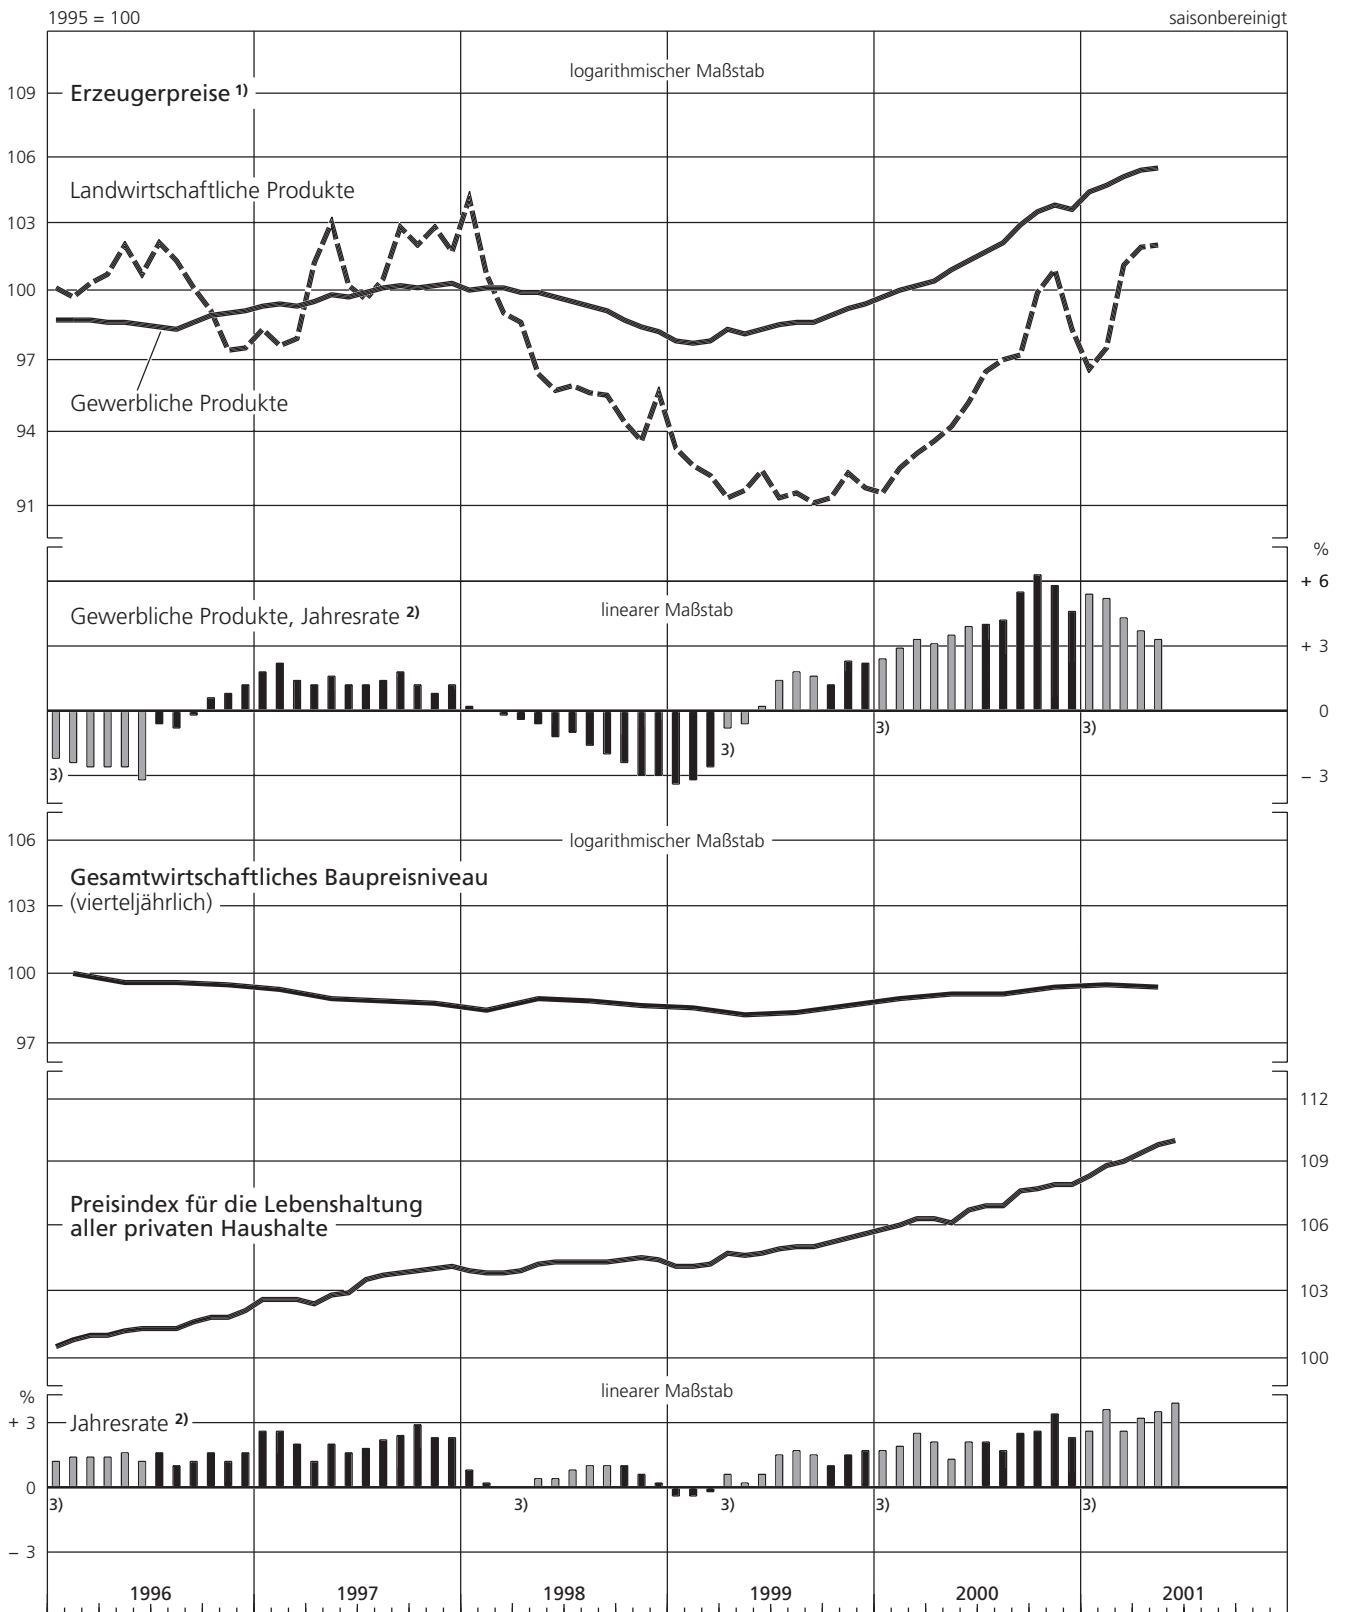 1995 = 100
saisonbereinigt
logarithmischer Maßstab
109
Erzeugerpreise 1)
106
Landwirtschaftliche Produkte
103
100
97
Gewerbliche Produkte
94
91
%
+ 6
Gewerbliche Produkte, Jahresrate 2)
linearer Maßstab
+ 3
0
3)
3)
3)
3)
– 3
106
logarithmischer Maßstab
Gesamtwirtschaftliches Baupreisniveau
103
(vierteljährlich)
100
97
112
109
Preisindex für die Lebenshaltung
aller privaten Haushalte
106
103
100
%
linearer Maßstab
+ 3
Jahresrate 2)
0
3)
3)
3)
3)
3)
– 3
1996
1997
1998
1999
2000
2001